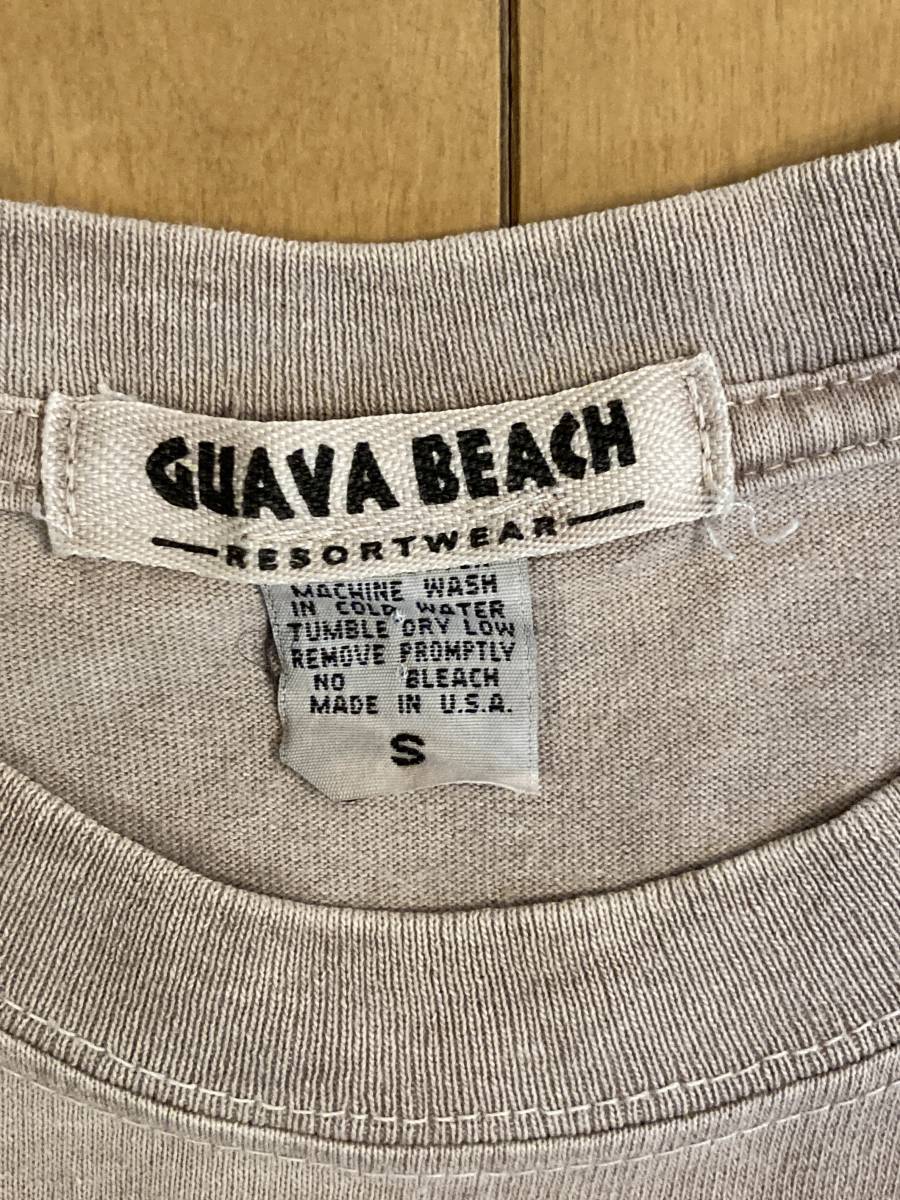 GUAVA BEACH
RESORTWEAR
MACHINE WASH
IN COLD WATER
TUMBLE DRY LOW
REMOVE PROMPTLY
NO BLEACH
MADE IN U.S.A.
S